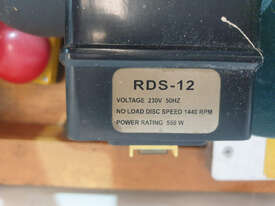 RDS-12
VOLTAGE 230V 50HZ
NO LOAD DISC SPEED 1440 RPM
POWER RATING 550 W